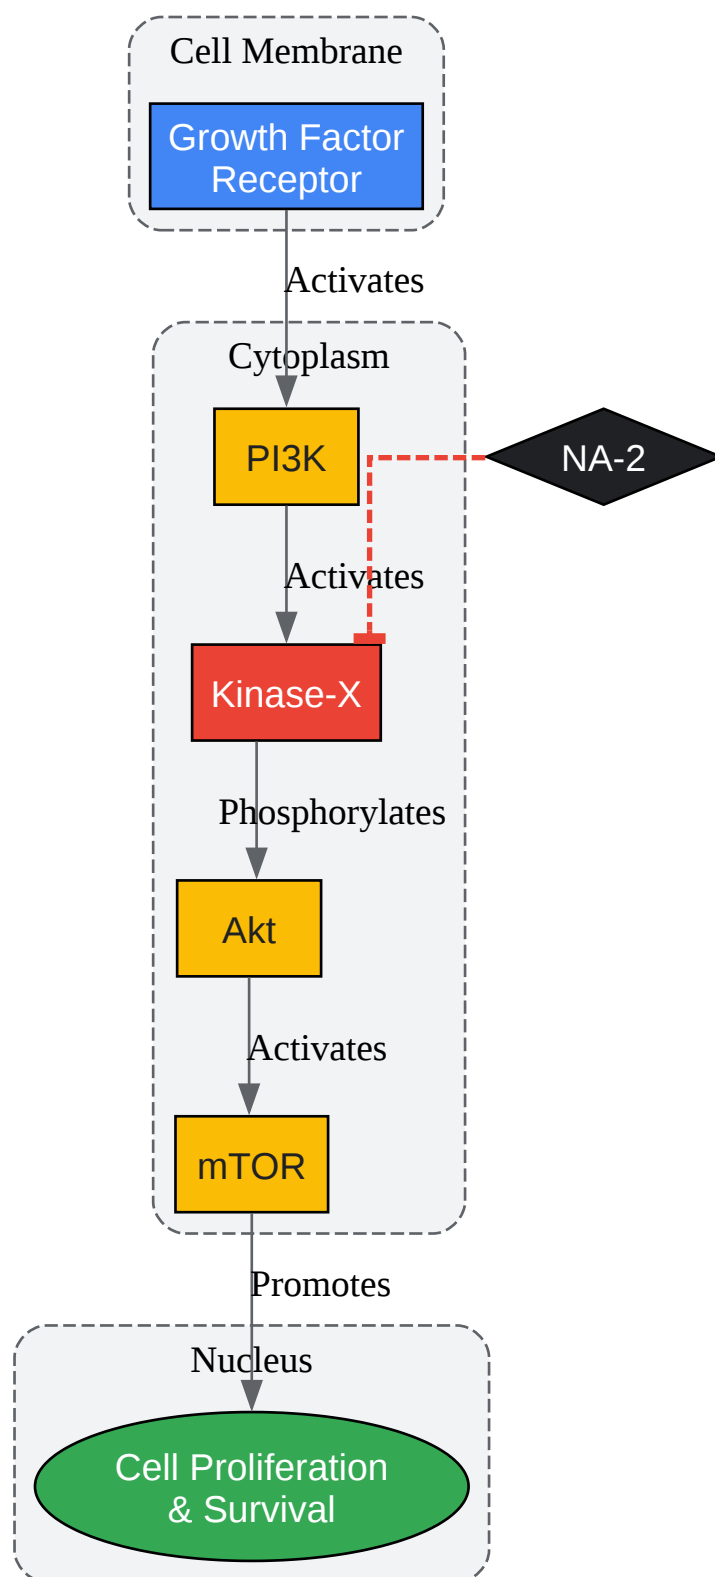 Cell Membrane
Growth Factor
Receptor
Activates
Cytoplasm
PI3K
NA-2
Activates
Kinase-X
Phosphorylates
Akt
Activates
mTOR
Promotes
Nucleus
Cell Proliferation
& Survival